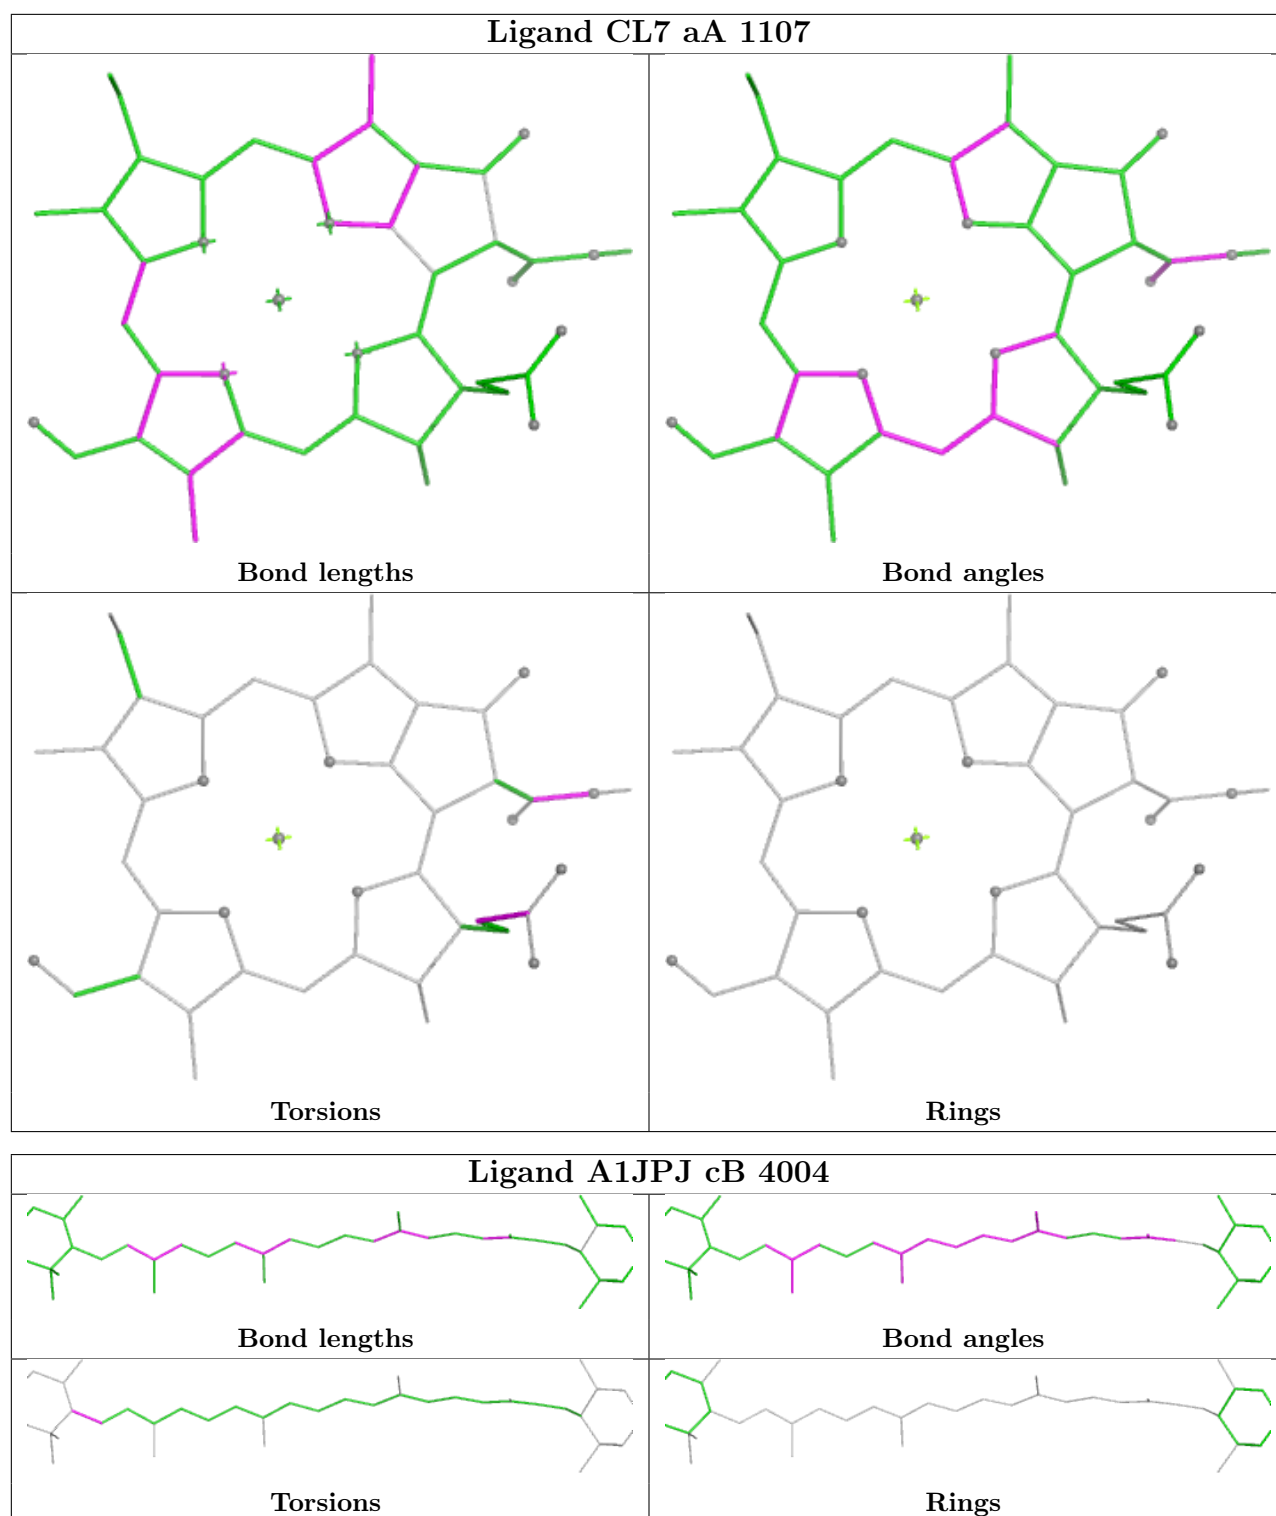 Ligand CL7 aA 1107
Bond lengths
Bond angles
Torsions
Rings
Ligand A1JPJ cB 4004
Bond lengths
Bond angles
Torsions
Rings